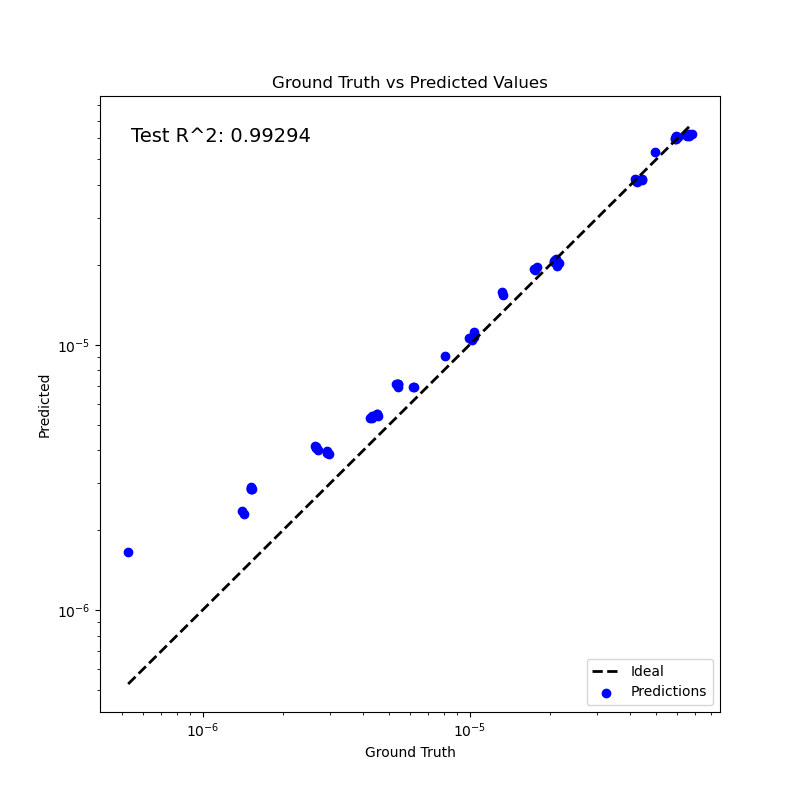 Ground Truth vs Predicted Values
Test R^2: 0.99294
Predicted
10⁻⁵
10⁻⁶
Ideal
Predictions
10⁻⁶
10⁻⁵
Ground Truth